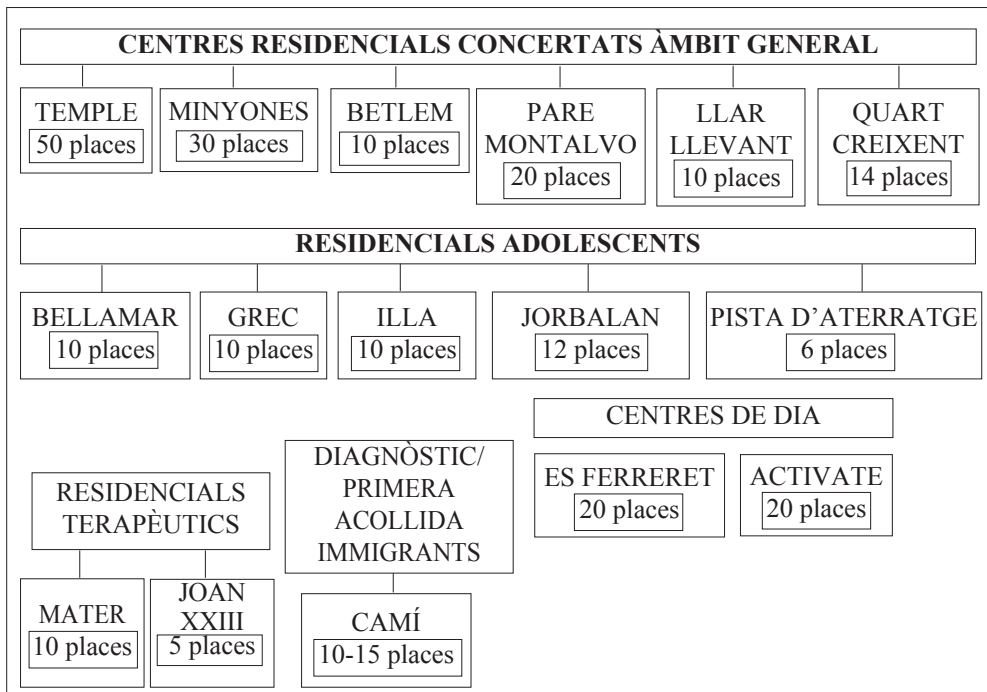 CENTRES RESIDENCIALS CONCERTATS ÀMBIT GENERAL
TEMPLE
50 places
MINYONES
30 places
BETLEM
10 places
PARE
MONTALVO
20 places
LLAR
LLEVANT
10 places
QUART
CREIXENT
14 places
RESIDENCIALS ADOLESCENTS
BELLAMAR
10 places
GREC
10 places
ILLA
10 places
JORBALAN
12 places
PISTA D’ATERRATGE
6 places
RESIDENCIALS
TERAPÈUTICS
MATER
10 places
JOAN
XXIII
5 places
DIAGNÒSTIC/
PRIMERA
ACOLLIDA
IMMIGRANTS
CAMÍ
10-15 places
CENTRES DE DIA
ES FERRERET
20 places
ACTIVATE
20 places